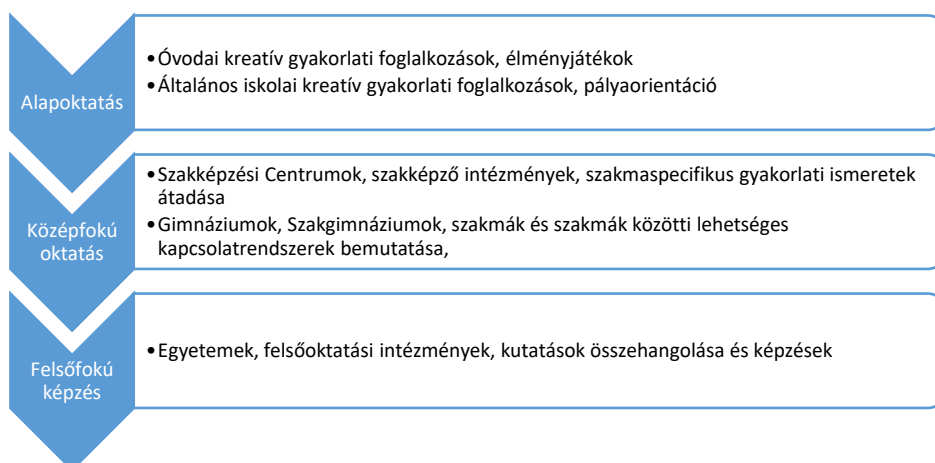 Alapoktatás
•Óvodai kreatív gyakorlati foglalkozások, élményjátékok
•Általános iskolai kreatív gyakorlati foglalkozások, pályaorientáció
Középfokú
oktatás
•Szakképzési Centrumok, szakképző intézmények, szakmaspecifikus gyakorlati ismeretek
átadása
•Gimnáziumok, Szakgimnáziumok, szakmák és szakmák közötti lehetséges
kapcsolatrendszerek bemutatása,
Felsőfokú
képzés
•Egyetemek, felsőoktatási intézmények, kutatások összehangolása és képzések